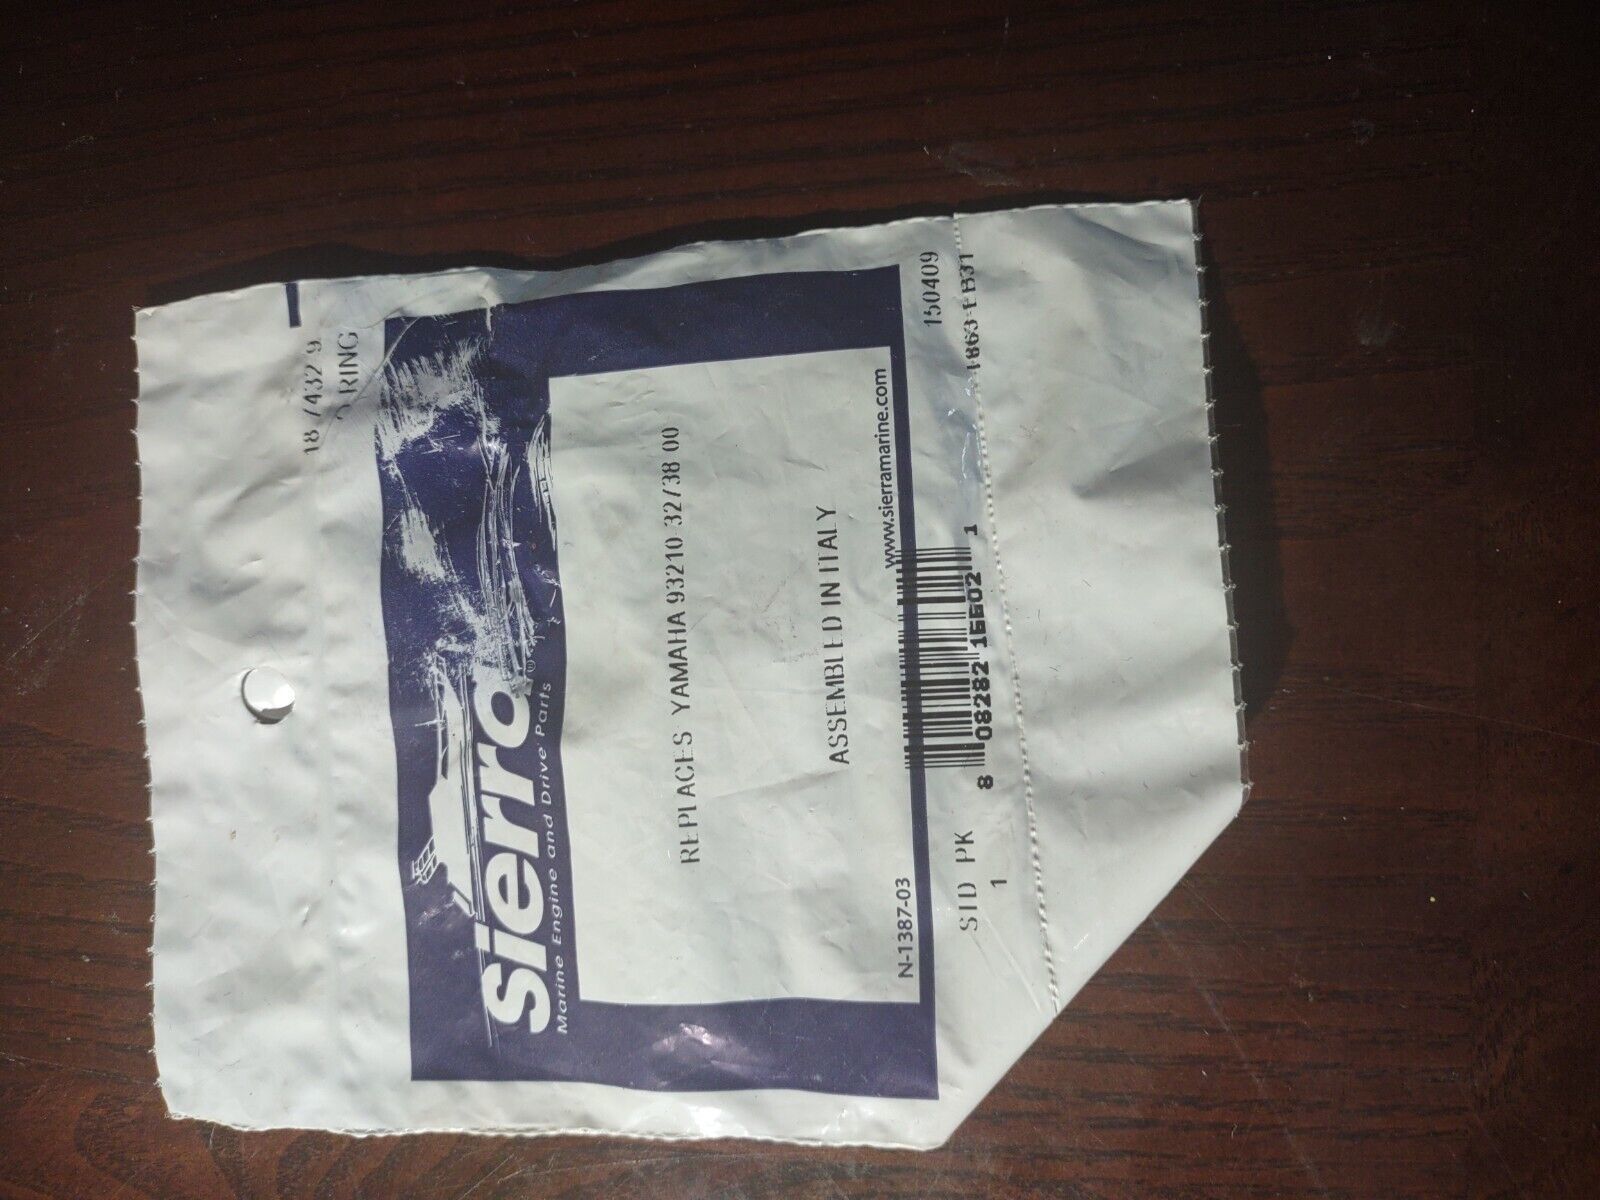 18 7432 9
O RING
sierra®
Marine Engine and Drive Parts
REPLACES YAMAHA 93210 32738 00
ASSEMBLED IN ITALY
N-1387-03
www.sierramarine.com
STD PK
1
8 08282 15602 1
150409